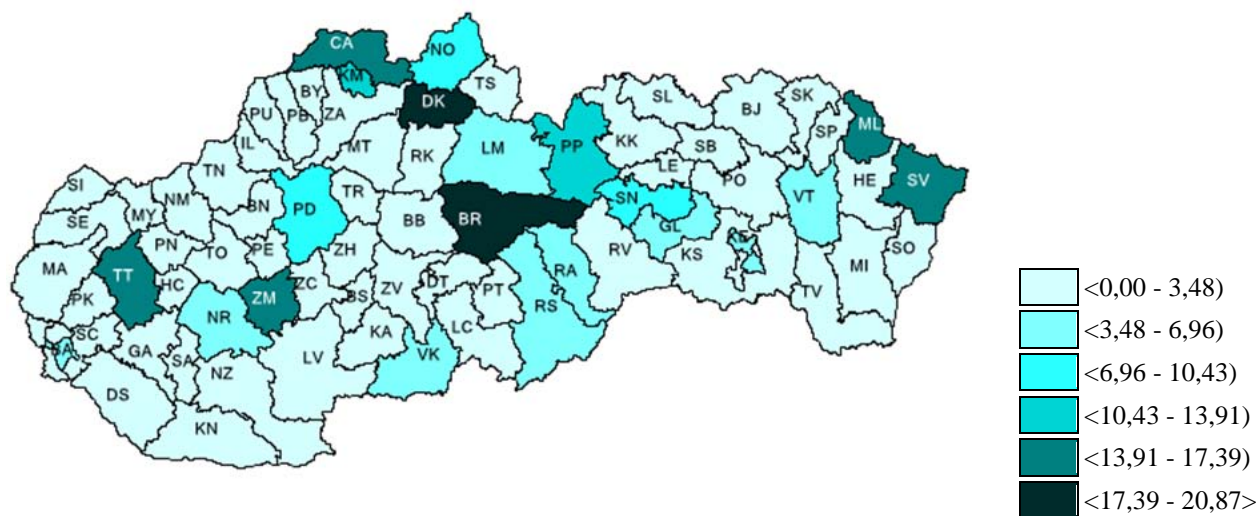 CA
NO
KM
TS
BY
DK
PU
PB
ZA
SL
BJ
SK
SP
ML
IL
MT
RK
LM
PP
KK
SB
LE
PO
HE
SV
SI
TN
TR
SN
VT
SE
MY
NM
BN
PD
BB
BR
GL
KE
SO
PN
TO
PE
ZH
RV
KS
MA
TT
HC
ZM
ZC
BS
ZV
DT
PT
RS
RA
TV
MI
PK
SC
NR
KA
LC
BA
GA
SA
NZ
LV
VK
DS
KN
<0,00 - 3,48)
<3,48 - 6,96)
<6,96 - 10,43)
<10,43 - 13,91)
<13,91 - 17,39)
<17,39 - 20,87>